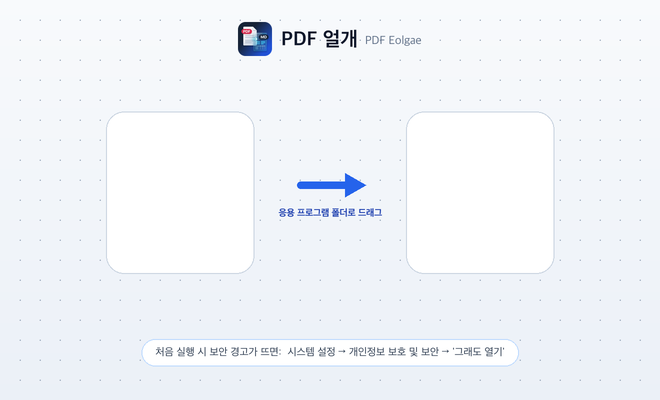 PDF 얼개 PDF Eolgae
응용 프로그램 폴더로 드래그
처음 실행 시 보안 경고가 뜨면: 시스템 설정 → 개인정보 보호 및 보안 → '그래도 열기'